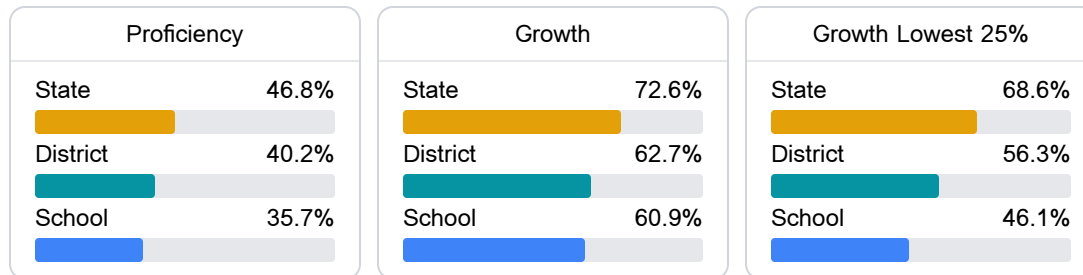 Proficiency
State 46.8%
District 40.2%
School 35.7%
Growth
State 72.6%
District 62.7%
School 60.9%
Growth Lowest 25%
State 68.6%
District 56.3%
School 46.1%